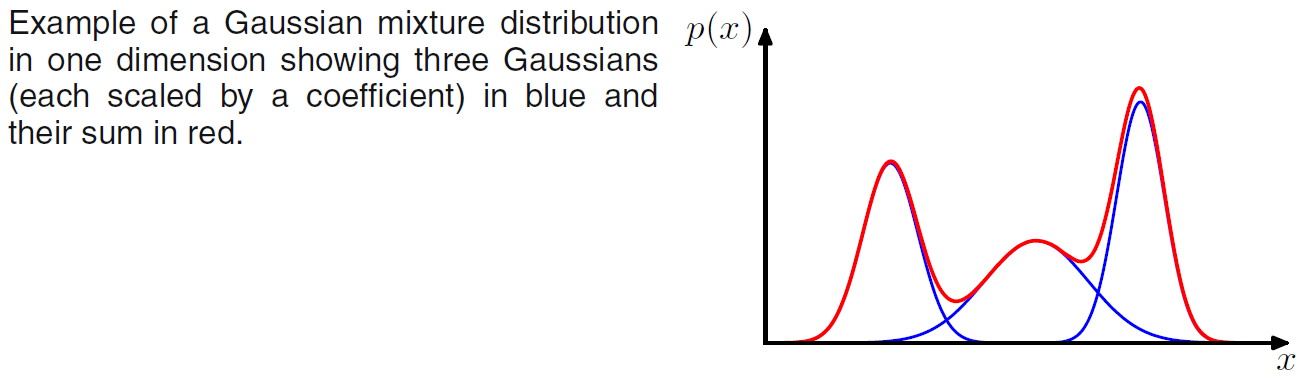 Example of a Gaussian mixture distribution
in one dimension showing three Gaussians
(each scaled by a coefficient) in blue and
their sum in red.
p(x)
x